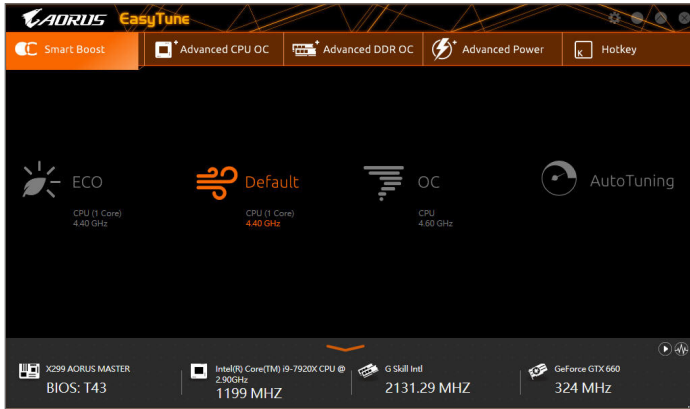 AORUS EasyTune
Smart Boost
Advanced CPU OC
Advanced DDR OC
Advanced Power
K Hotkey
ECO
CPU (1 Core)
4.40 GHz
Default
CPU (1 Core)
4.40 GHz
OC
CPU
4.60 GHz
AutoTuning
X299 AORUS MASTER
BIOS: T43
Intel(R) Core(TM) i9-7920X CPU @
2.90GHz
1199 MHZ
G Skill Intl
2131.29 MHZ
GeForce GTX 660
324 MHz